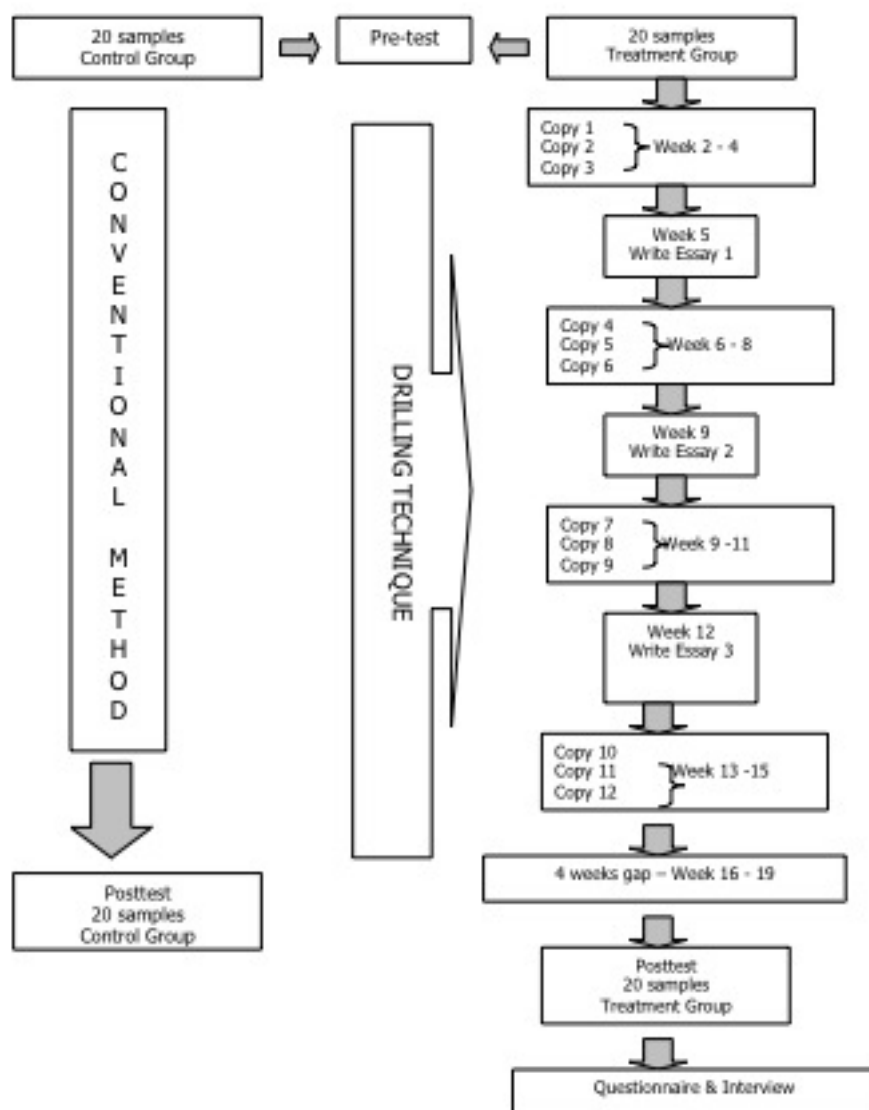 20 samples
Control Group
Pre-test
20 samples
Treatment Group
CONVENTIONAL METHOD
DRILLING TECHNIQUE
Copy 1
Copy 2
Copy 3
Week 2 - 4
Week 5
Write Essay 1
Copy 4
Copy 5
Copy 6
Week 6 - 8
Week 9
Write Essay 2
Copy 7
Copy 8
Copy 9
Week 9 -11
Week 12
Write Essay 3
Copy 10
Copy 11
Copy 12
Week 13 -15
4 weeks gap – Week 16 - 19
Posttest
20 samples
Control Group
Posttest
20 samples
Treatment Group
Questionnaire & Interview